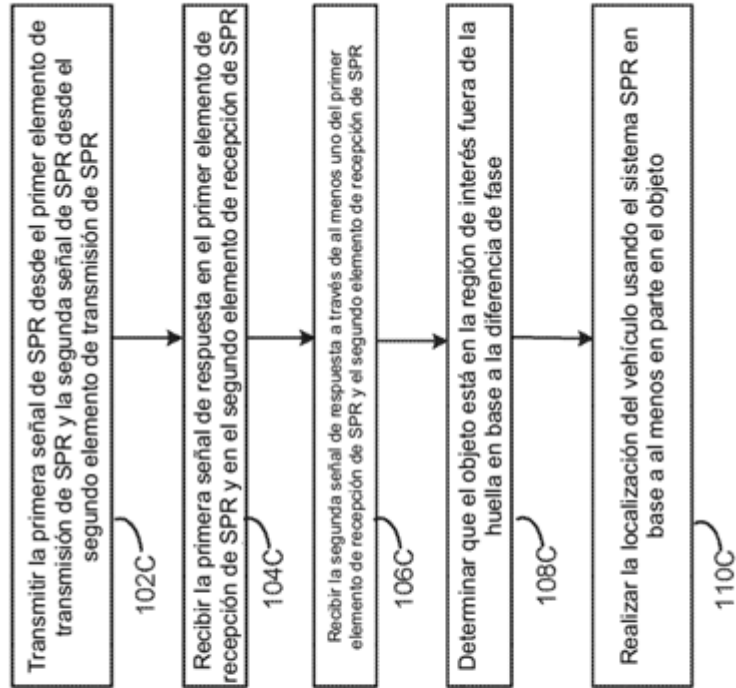 Transmitir la primera señal de SPR desde el primer elemento de
transmisión de SPR y la segunda señal de SPR desde el
segundo elemento de transmisión de SPR
102C
Recibir la primera señal de respuesta en el primer elemento de
recepción de SPR y en el segundo elemento de recepción de SPR
104C
Recibir la segunda señal de respuesta a través de al menos uno del primer
elemento de recepción de SPR y el segundo elemento de recepción de SPR
106C
Determinar que el objeto está en la región de interés fuera de la
huella en base a la diferencia de fase
108C
Realizar la localización del vehículo usando el sistema SPR en
base a al menos en parte en el objeto
110C